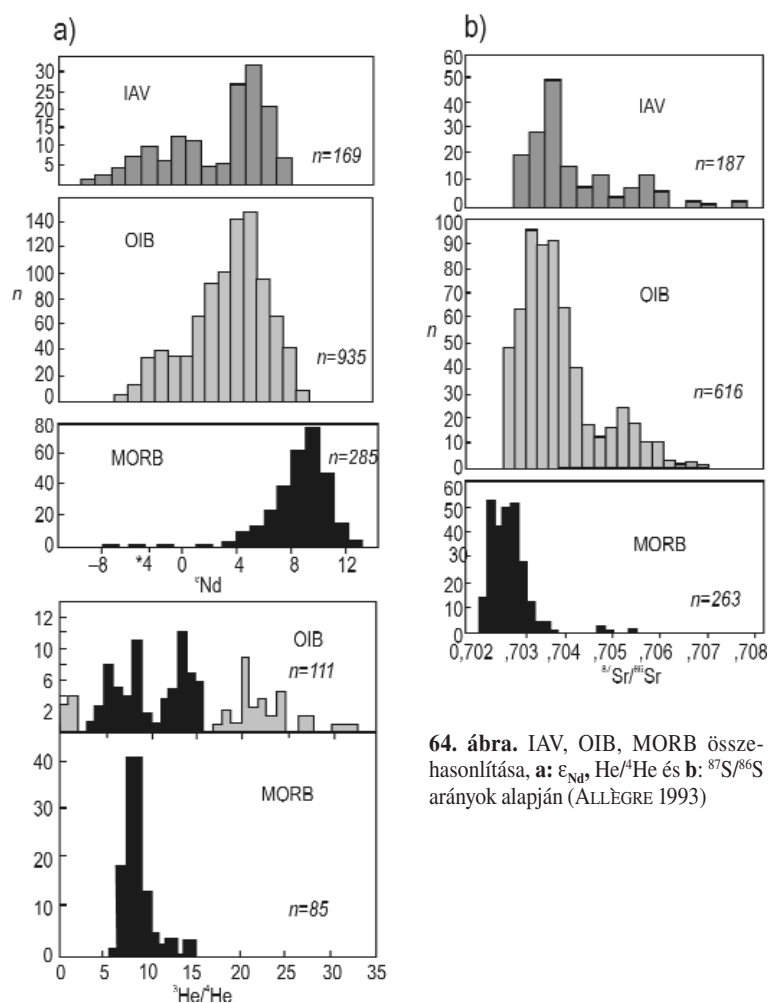 a)
30
25
20
15
10
5
IAV
n=169
140
120
100
80
60
40
20
0
n
OIB
n=935
80
60
40
20
0
MORB
n=285
–8 *4 0 4 8 12
εNd
12
10
6
2
OIB
n=111
40
30
20
10
0
MORB
n=85
0 5 10 15 20 25 30 35
³He/⁴He
b)
60
50
40
30
20
10
0
IAV
n=187
100
90
80
70
60
50
40
30
20
10
0
n
OIB
n=616
60
50
40
30
20
10
0
MORB
n=263
0,702 ,703 ,704 ,705 ,706 ,707 ,708
Sr/ Sr
64. ábra. IAV, OIB, MORB össze-
hasonlítása, a: εNd, He/⁴He és b: ⁸⁷S/⁸⁶S
arányok alapján (ALLÈGRE 1993)